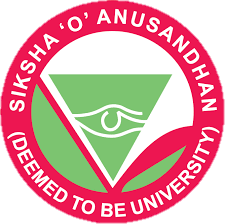 SIKSHA 'O' ANUSANDHAN
(DEEMED TO BE UNIVERSITY)